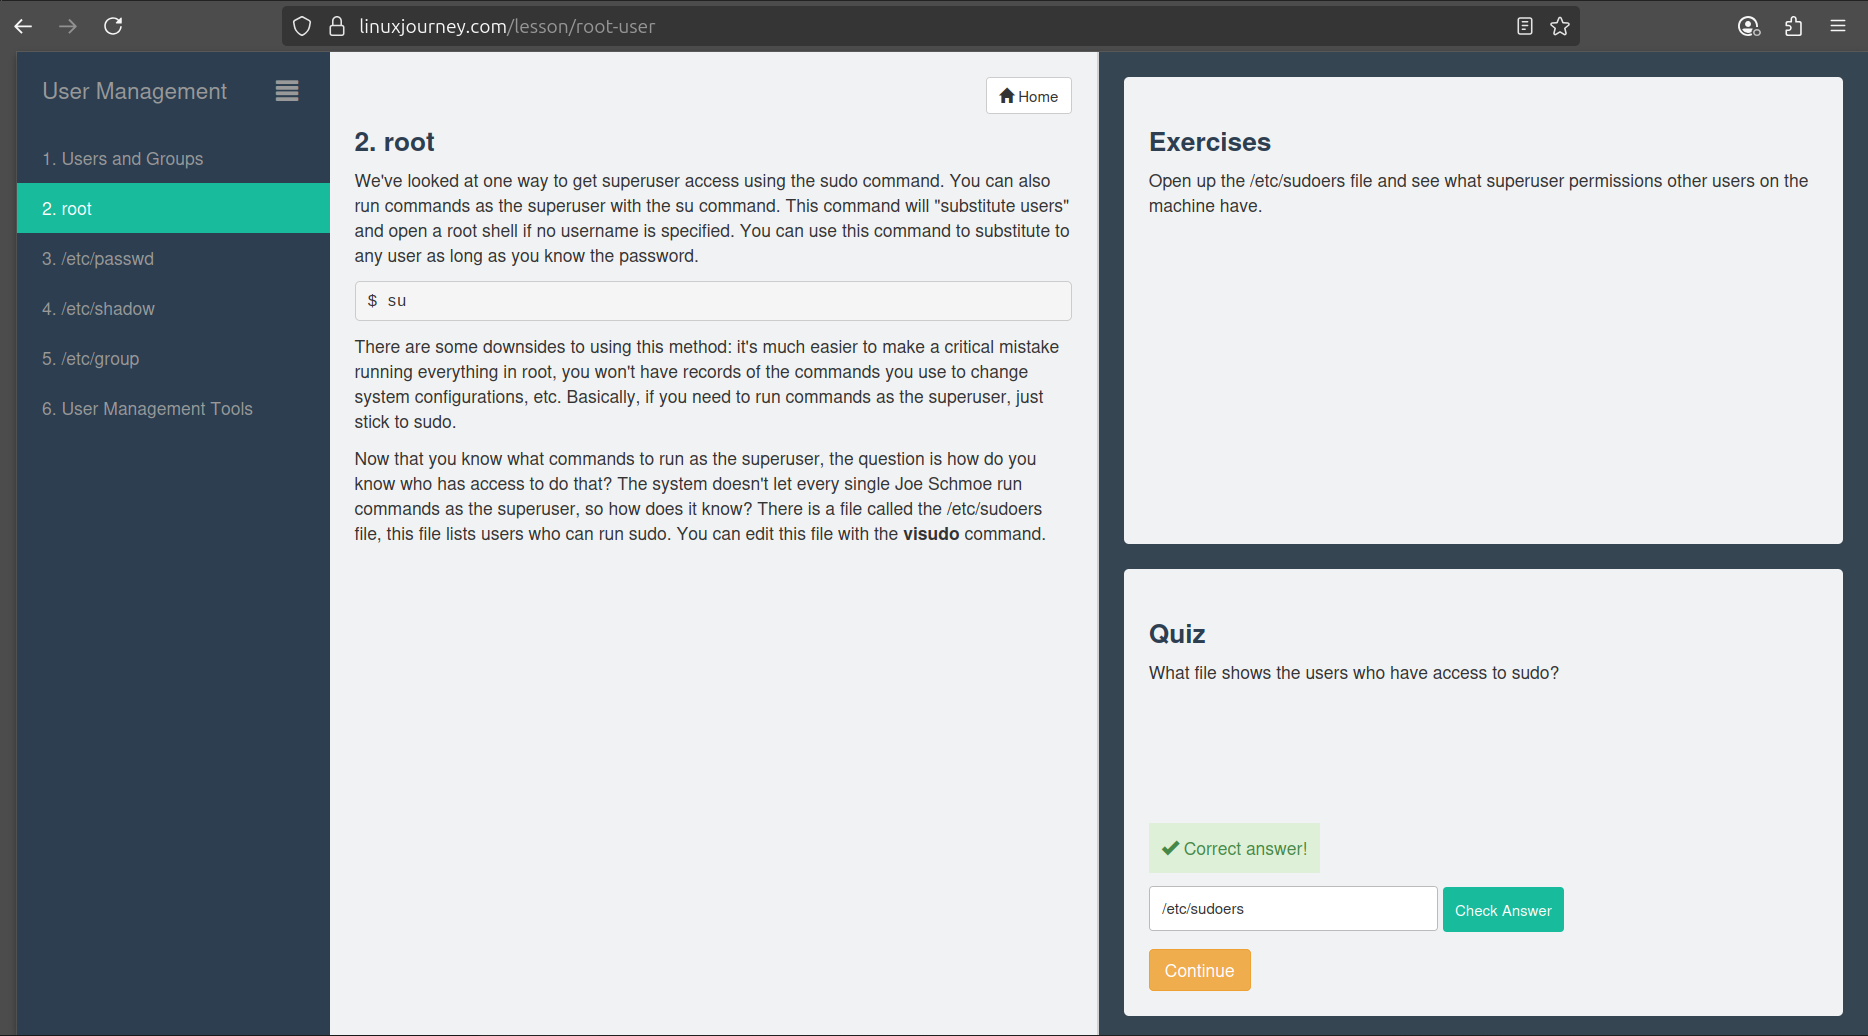 linuxjourney.com/lesson/root-user
User Management
1. Users and Groups
2. root
3. /etc/passwd
4. /etc/shadow
5. /etc/group
6. User Management Tools
Home
2. root
We've looked at one way to get superuser access using the sudo command. You can also
run commands as the superuser with the su command. This command will "substitute users"
and open a root shell if no username is specified. You can use this command to substitute to
any user as long as you know the password.
$ su
There are some downsides to using this method: it's much easier to make a critical mistake
running everything in root, you won't have records of the commands you use to change
system configurations, etc. Basically, if you need to run commands as the superuser, just
stick to sudo.
Now that you know what commands to run as the superuser, the question is how do you
know who has access to do that? The system doesn't let every single Joe Schmoe run
commands as the superuser, so how does it know? There is a file called the /etc/sudoers
file, this file lists users who can run sudo. You can edit this file with the visudo command.
Exercises
Open up the /etc/sudoers file and see what superuser permissions other users on the
machine have.
Quiz
What file shows the users who have access to sudo?
Correct answer!
/etc/sudoers
Check Answer
Continue